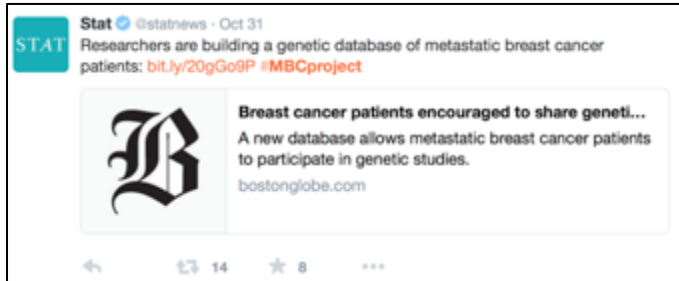 Stat @statnews · Oct 31
STAT
Researchers are building a genetic database of metastatic breast cancer
patients: bit.ly/20gGo9P #MBCproject
B
Breast cancer patients encouraged to share geneti...
A new database allows metastatic breast cancer patients
to participate in genetic studies.
bostonglobe.com
14
8